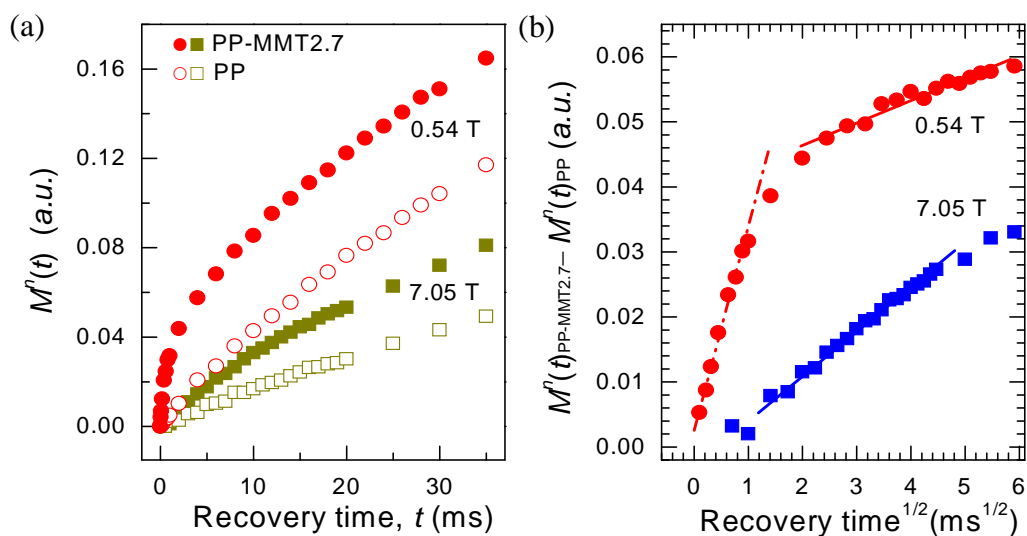 (a)
PP-MMT2.7
PP
0.54 T
7.05 T
0.16
0.12
0.08
0.04
0.00
Mⁿ(t) (a.u.)
0 10 20 30
Recovery time, t (ms)
(b)
0.54 T
7.05 T
0.06
0.05
0.04
0.03
0.02
0.01
0.00
Mⁿ(t)PP-MMT2.7– Mⁿ(t)PP (a.u.)
0 1 2 3 4 5 6
Recovery time^1/2(ms^1/2)